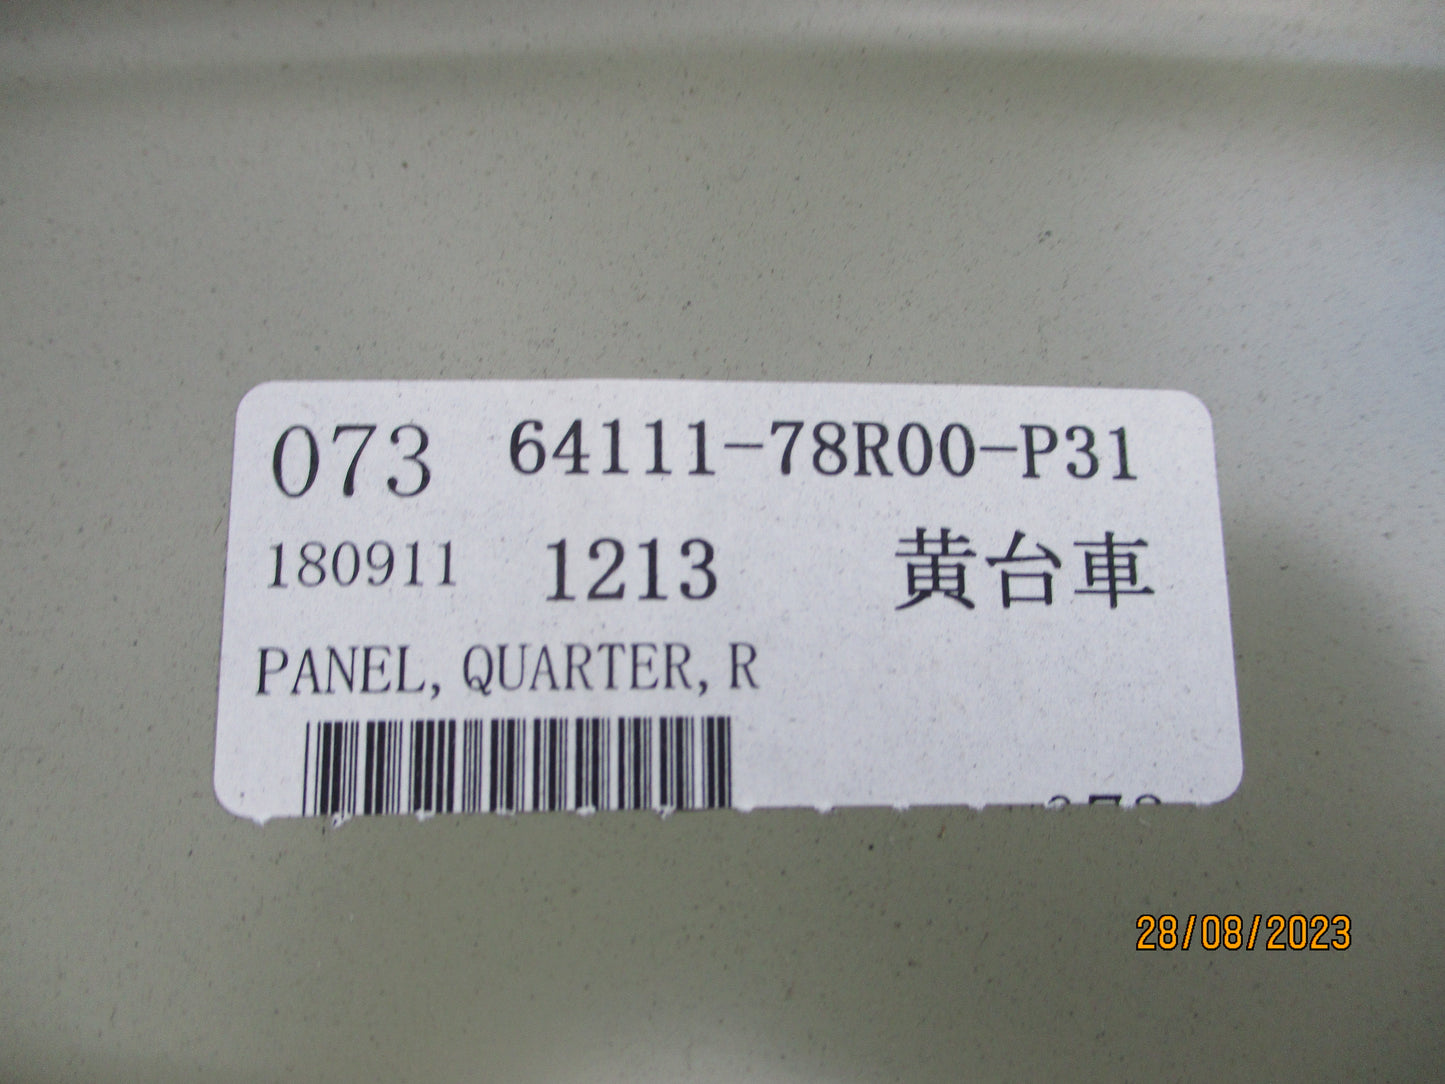 073 64111-78R00-P31
180911 1213 黄台車
PANEL, QUARTER, R
28/08/2023